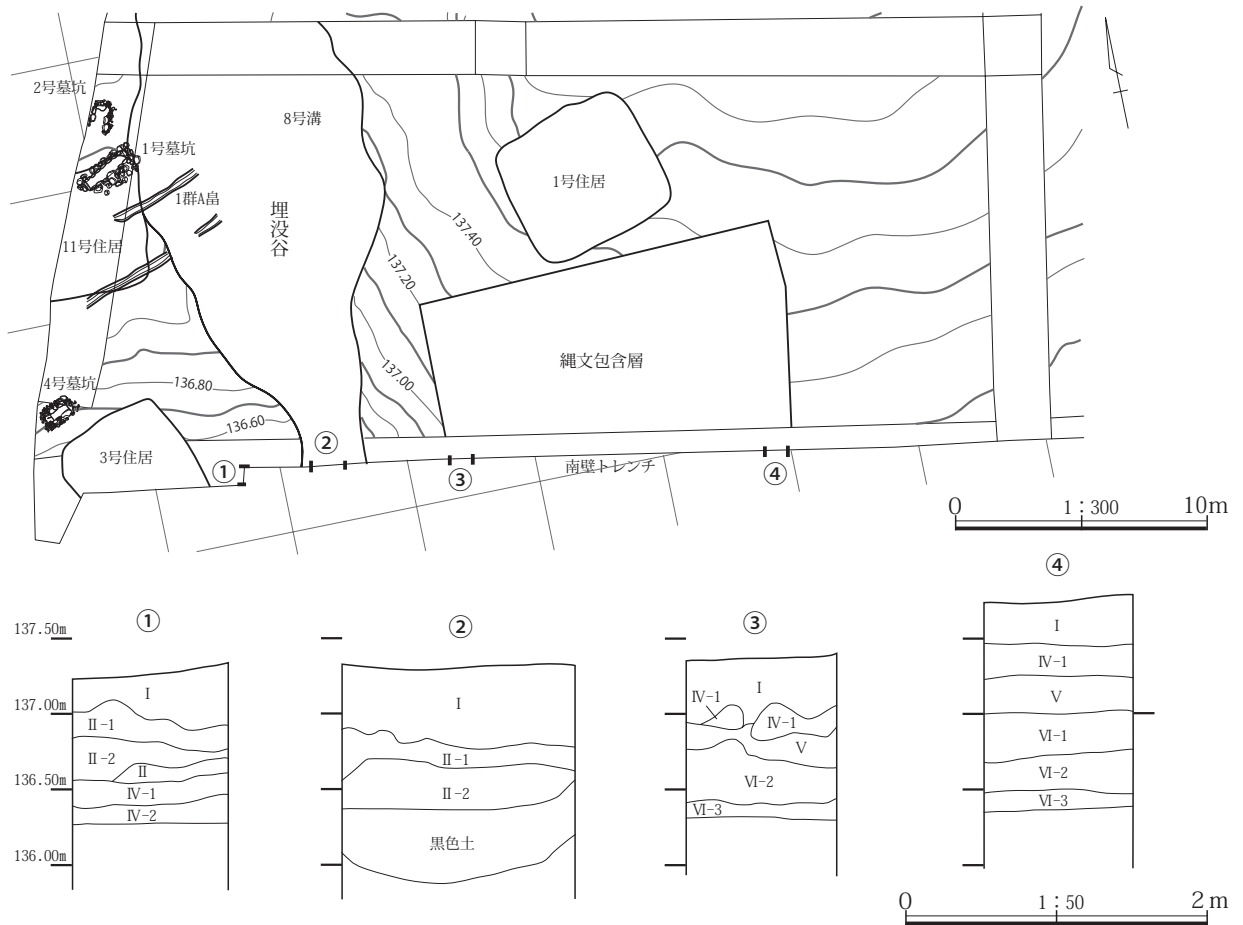 2号墓坑
8号溝
1号墓坑
1号住居
1群A畠
埋没谷
137.40
11号住居
137.20
縄文包含層
137.00
4号墓坑
136.80
136.60
②
3号住居
①
南壁トレンチ
③
④
0 1：300 10m
④
①
②
③
137.50m
137.00m
136.50m
136.00m
Ⅰ
Ⅱ-1
Ⅱ-2
Ⅱ
Ⅳ-1
Ⅳ-2
Ⅰ
Ⅱ-1
Ⅱ-2
黒色土
Ⅰ
Ⅳ-1
Ⅳ-1
Ⅴ
Ⅵ-2
Ⅵ-3
Ⅰ
Ⅳ-1
Ⅴ
Ⅵ-1
Ⅵ-2
Ⅵ-3
0 1：50 2m